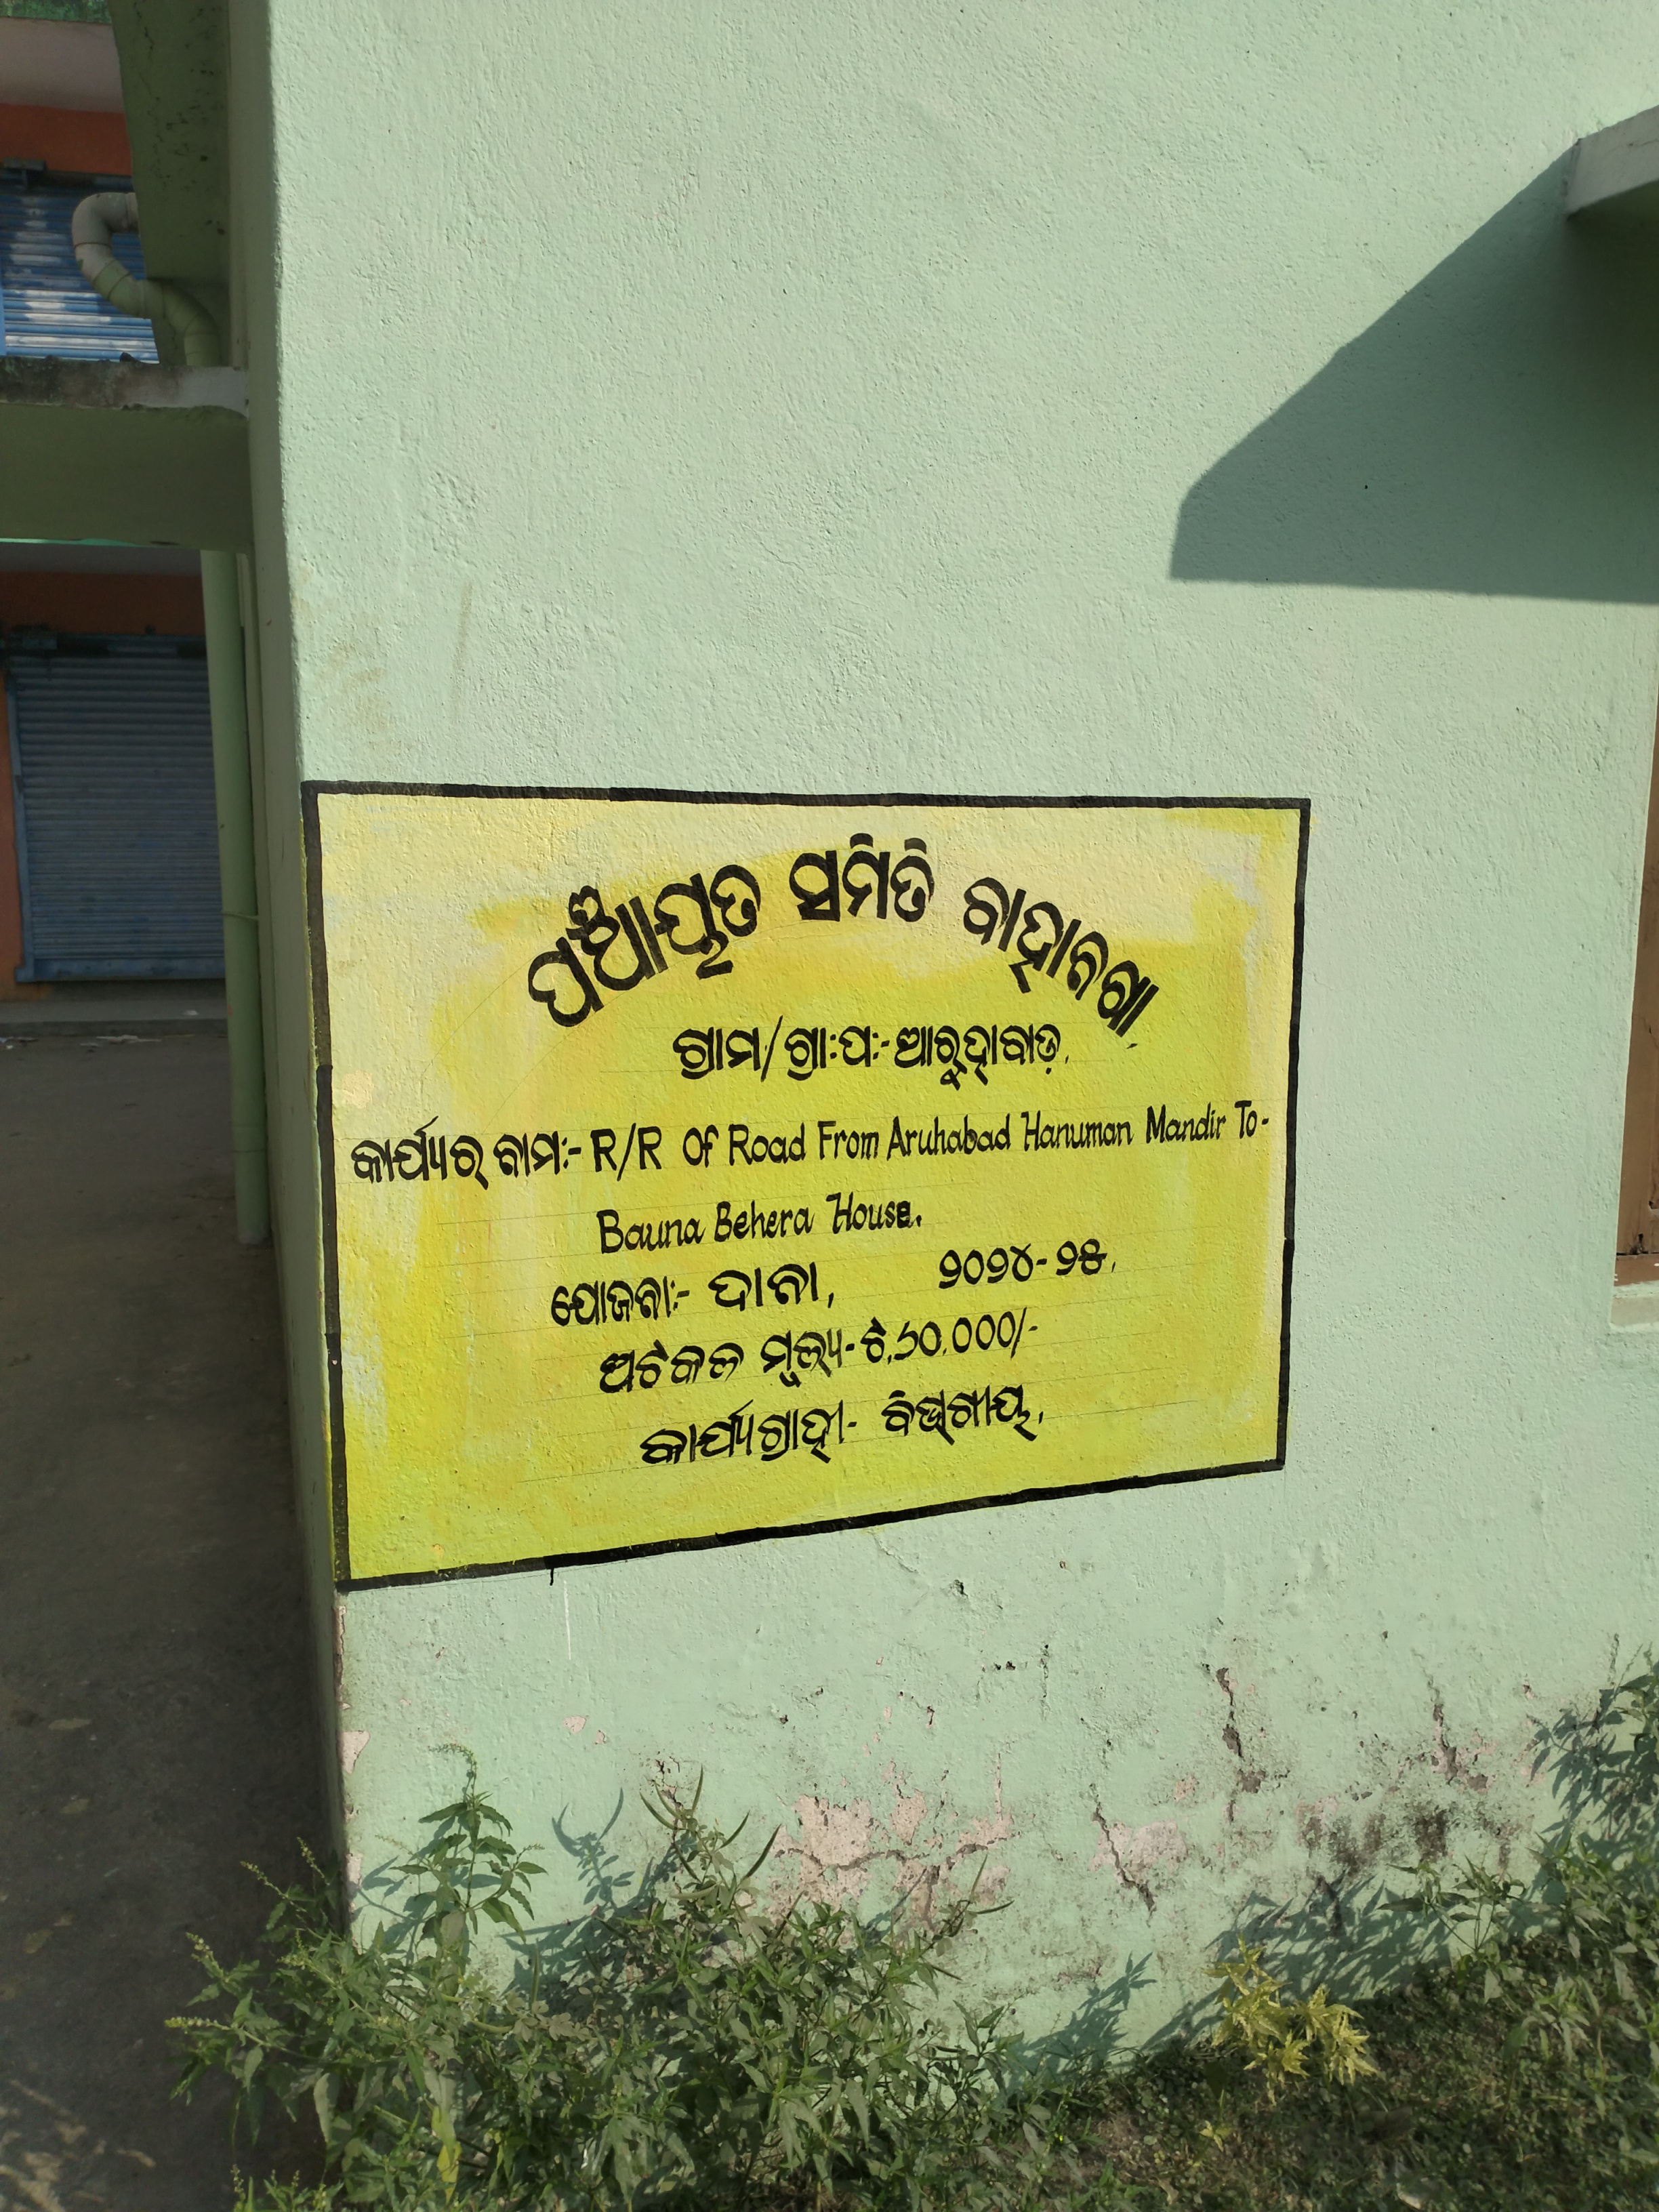 ପଞ୍ଚାୟତ ସମିତି ବାହାନଗା
ଗ୍ରାମ/ଗ୍ରା:ପ:-ଆରୁହାବାଡ଼.
କାର୍ଯ୍ୟର ନାମ:- R/R Of Road From Aruhabad Hanuman Mandir To-
Bauna Behera House.
ଯୋଜନା:- ଦାନା, ୨୦୨୪-୨୫.
ଅଟକଳ ମୂଲ୍ୟ-ଟ.୬୦,୦୦୦/-
କାର୍ଯ୍ୟଗ୍ରାହୀ- ବିଭାଗୀୟ.